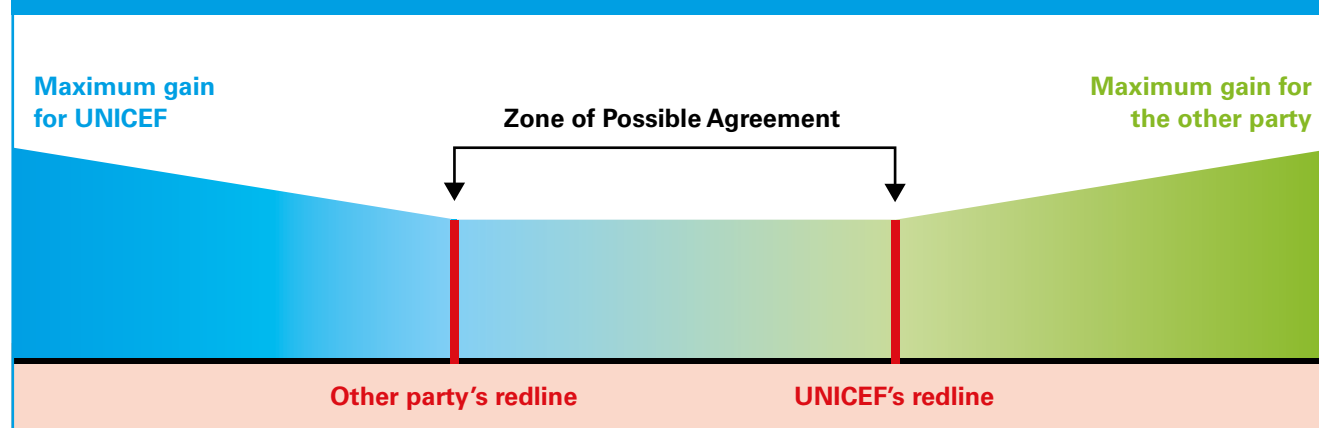 Maximum gain
for UNICEF
Zone of Possible Agreement
Maximum gain for
the other party
Other party’s redline
UNICEF’s redline